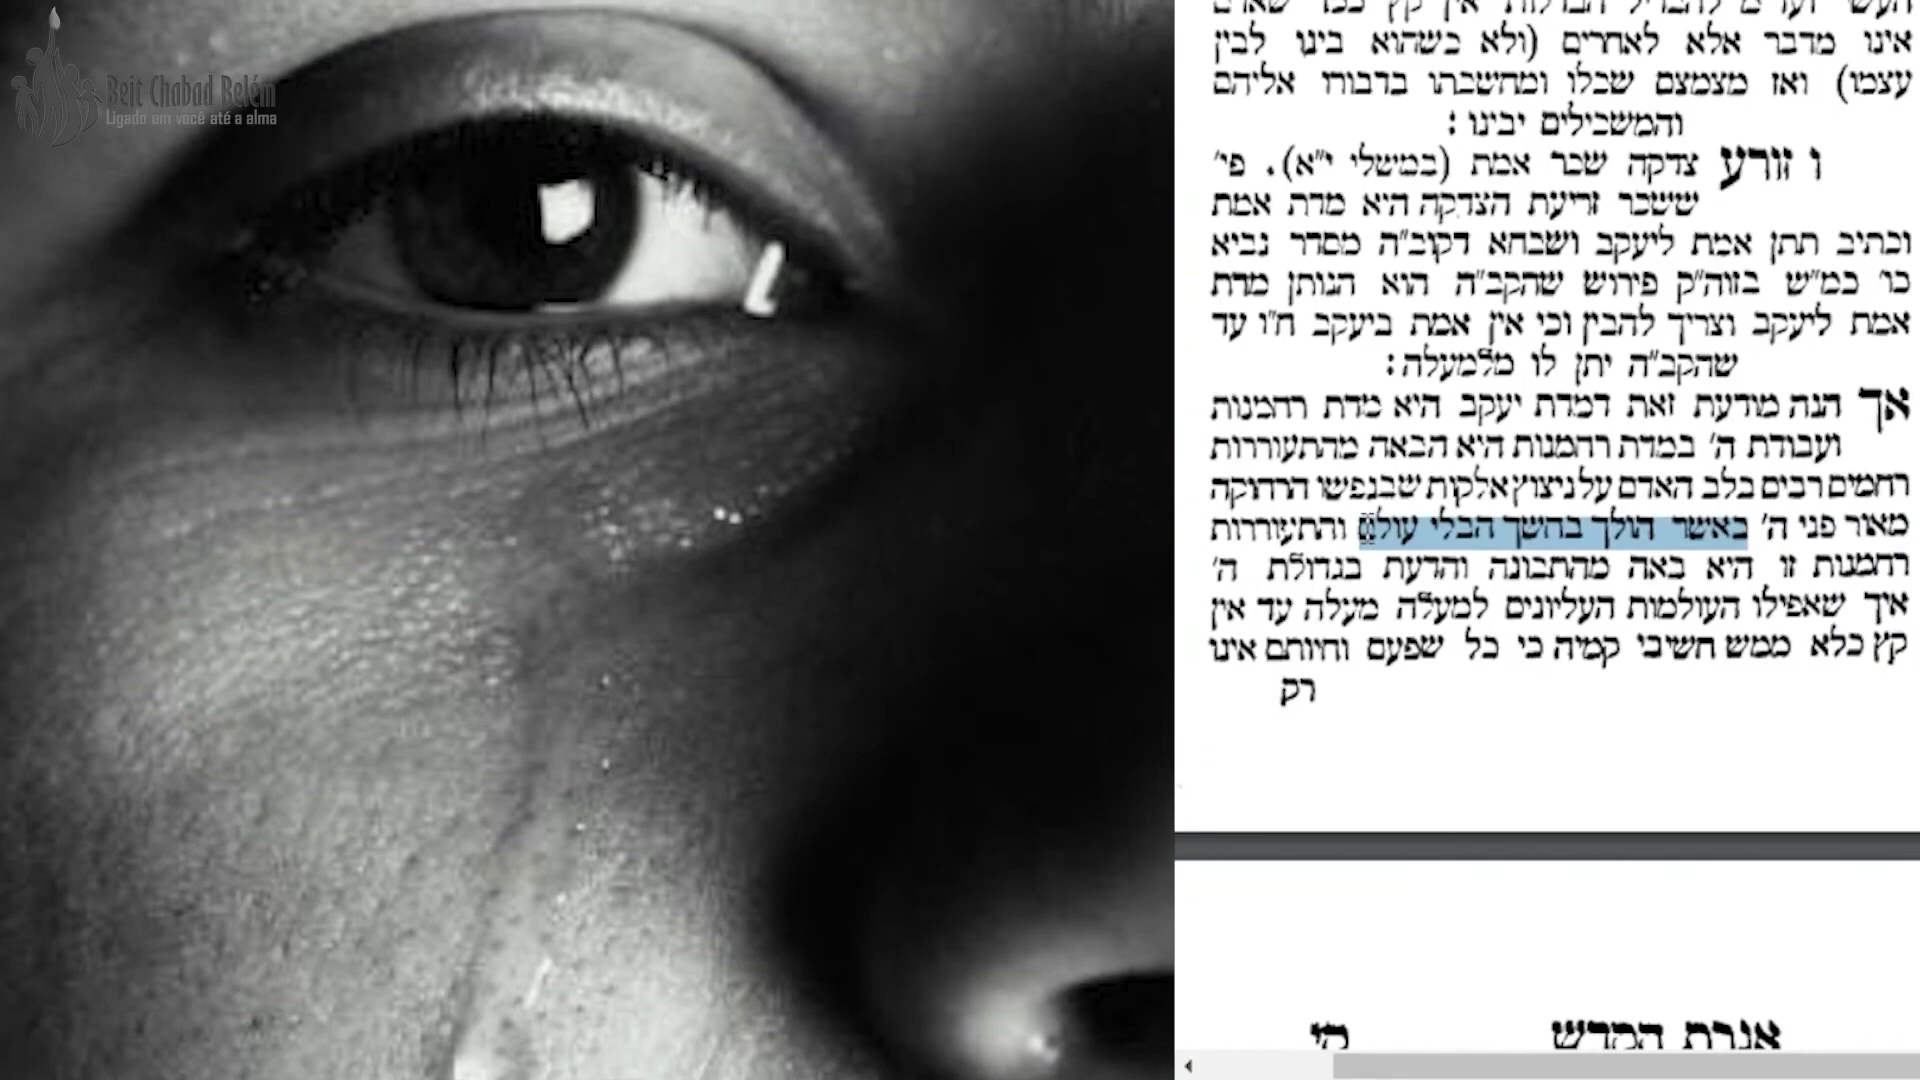 Beit Chabad Belém
Ligado em você até a alma
אינו מדבר אלא לאחרים (ולא כשהוא בינו לבין
עצמו) ואז מצמצם שכלו ומחשבתו בדבורו אליהם
והמשכילים יבינו :
וזורע צדקה שכר אמת (במשלי י"א). פי'
ששכר זריעת הצדקה היא מדת אמת
וכתיב תתן אמת ליעקב ושבחא דקוב"ה מסדר נביא
כו' כמ"ש בזוה"ק פירוש שהקב"ה הוא הנותן מדת
אמת ליעקב וצריך להבין וכי אין אמת ביעקב ח"ו עד
שהקב"ה יתן לו מלמעלה :
אך הנה מודעת זאת דמדת יעקב היא מדת רחמנות
ועבודת ה' במדת רחמנות היא הבאה מהתעוררות
רחמים רבים בלב האדם על ניצוץ אלקות שבנפשו הרחוקה
מאור פני ה' כאשר הולך בחשך הבלי עולם והתעוררות
רחמנות זו היא באה מהתבונה והדעת בגדולת ה'
איך שאפילו העולמות העליונים למעלה מעלה עד אין
קץ כלא ממש חשיבי קמיה כי כל שפעם וחיותם אינו
רק
אגרת הקדש